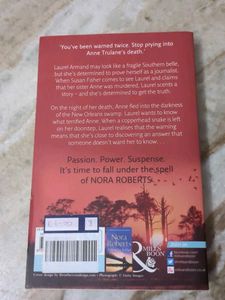 'You've been warned twice. Stop prying into
Anne Trulane's death.'
Laurel Armand may look like a fragile Southern belle,
but she's determined to prove herself as a journalist.
When Susan Fisher comes to see Laurel and claims
that her sister Anne was murdered, Laurel scents
a story – and she's determined to get the truth.
On the night of her death, Anne fled into the darkness
of the New Orleans swamp. Laurel wants to know
what terrified Anne. When a copperhead snake is left
on her doorstep, Laurel realises that the warning
means that she's close to discovering an answer that
someone doesn't want her to know . . .
Passion. Power. Suspense.
It's time to fall under the spell
of NORA ROBERTS
Nora
Roberts
MILLS
&BOON